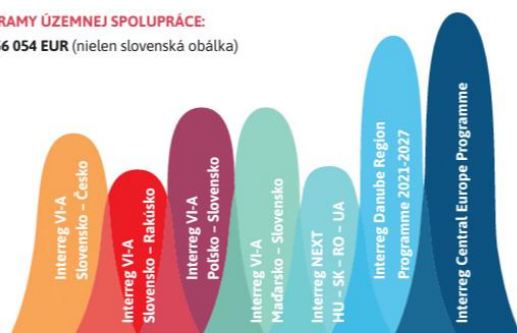 RAMY ÚZEMNEJ SPOLUPRÁCE:
6 054 EUR (nielen slovenská obálka)
Interreg VI-A
Slovensko – Česko
Interreg VI-A
Slovensko – Rakúsko
Interreg VI-A
Poľsko – Slovensko
Interreg VI-A
Maďarsko – Slovensko
Interreg NEXT
HU – SK – RO – UA
Interreg Danube Region
Programme 2021-2027
Interreg Central Europe Programme